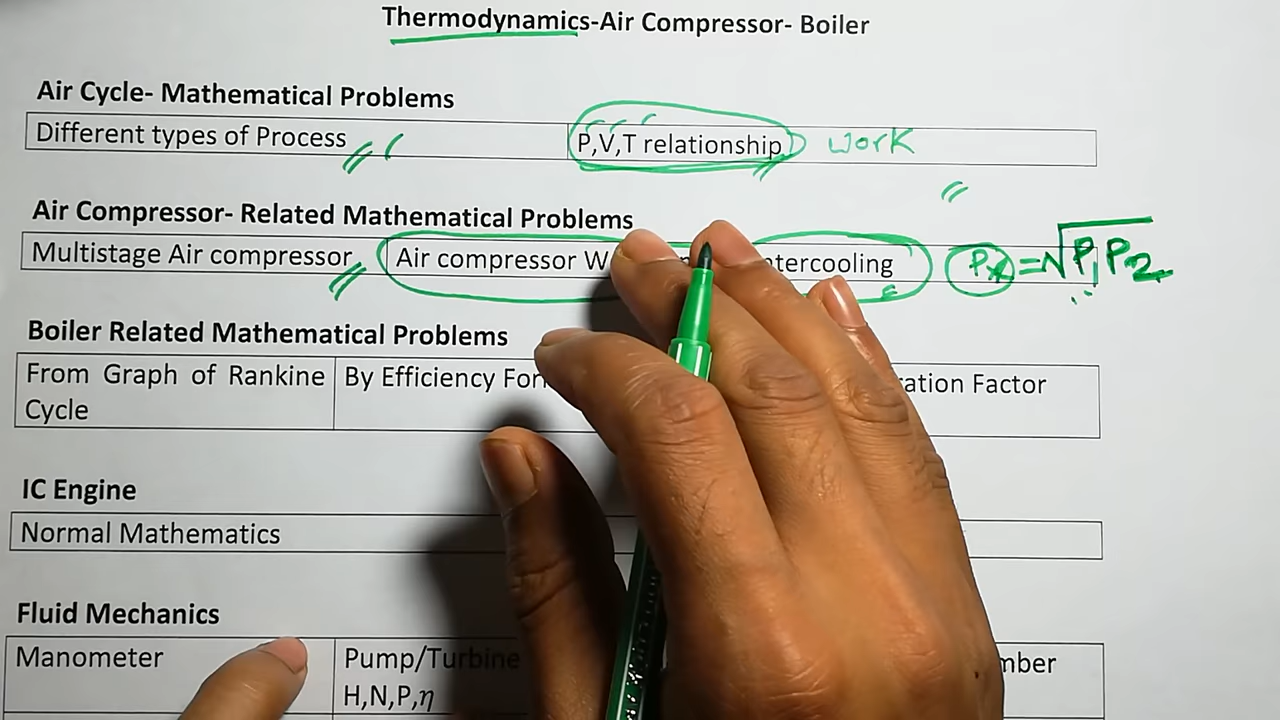 Thermodynamics-Air Compressor- Boiler
Air Cycle- Mathematical Problems
Different types of Process P,V,T relationship work
Air Compressor- Related Mathematical Problems
Multistage Air compressor Air compressor W ntercooling Px =√P1P2
Boiler Related Mathematical Problems
From Graph of Rankine By Efficiency For ration Factor
Cycle
IC Engine
Normal Mathematics
Fluid Mechanics
Manometer Pump/Turbine mber
H,N,P,η